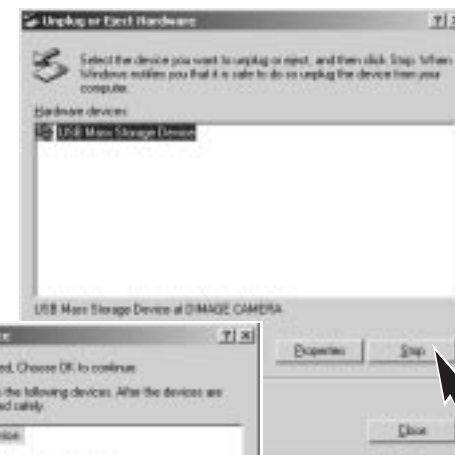 Unplug or Eject Hardware
Select the device you want to unplug or eject, and then click Stop. When
Windows notifies you that it is safe to do so unplug the device from your
computer.
Hardware devices:
USB Mass Storage Device
USB Mass Storage Device at DIMAGE CAMERA
Properties
Stop
ed, Choose OK to continue.
the following devices. After the devices are
ed safely.
Close